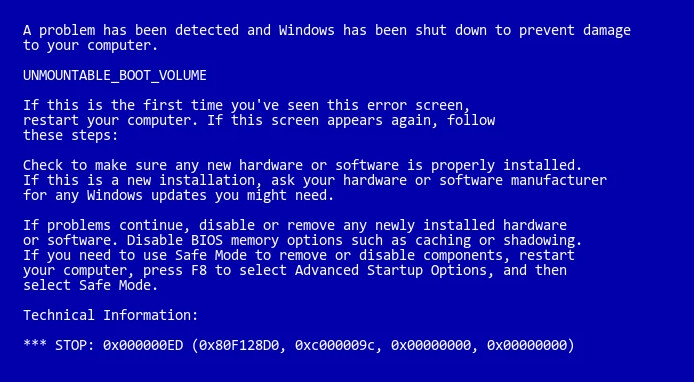 A problem has been detected and Windows has been shut down to prevent damage
to your computer.
UNMOUNTABLE_BOOT_VOLUME
If this is the first time you've seen this error screen,
restart your computer. If this screen appears again, follow
these steps:
Check to make sure any new hardware or software is properly installed.
If this is a new installation, ask your hardware or software manufacturer
for any Windows updates you might need.
If problems continue, disable or remove any newly installed hardware
or software. Disable BIOS memory options such as caching or shadowing.
If you need to use Safe Mode to remove or disable components, restart
your computer, press F8 to select Advanced Startup Options, and then
select Safe Mode.
Technical Information:
*** STOP: 0x000000ED (0x80F128D0, 0xc000009c, 0x00000000, 0x00000000)